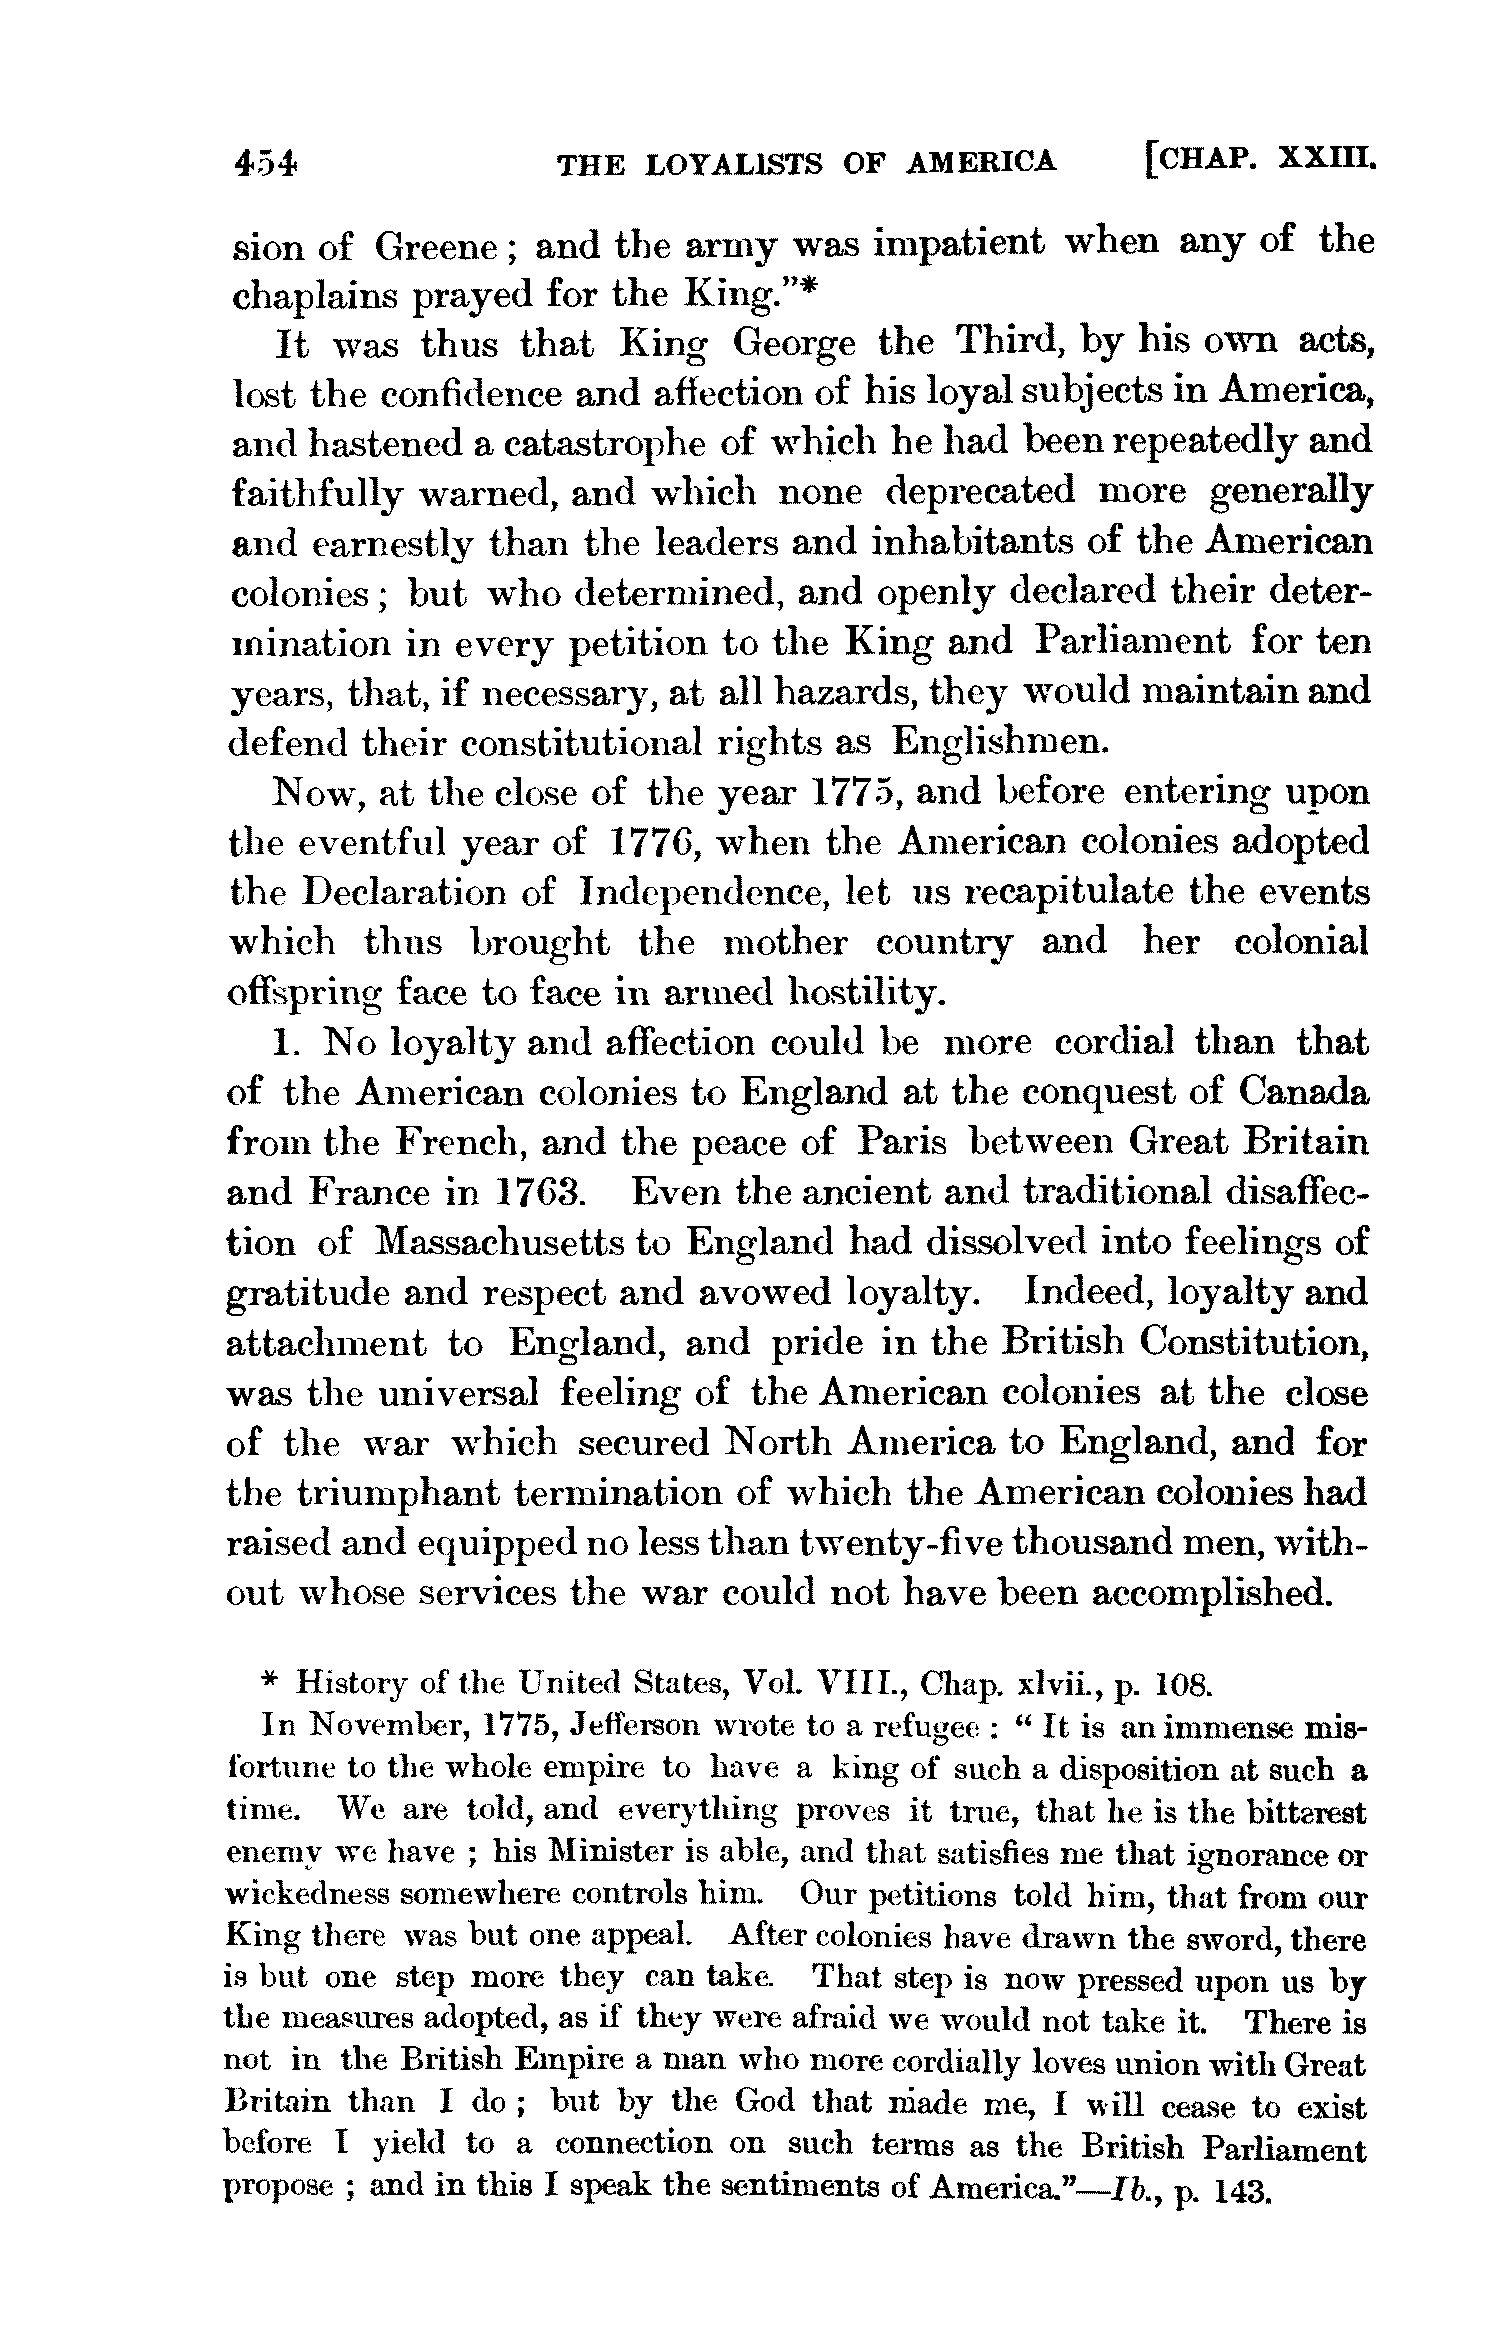 454 THE LOYALISTS OF AMERICA [CHAP. XXIII.
sion of Greene; and the army was impatient when any of the
chaplains prayed for the King."*
It was thus that King George the Third, by his own acts,
lost the confidence and affection of his loyal subjects in America,
and hastened a catastrophe of which he had been repeatedly and
faithfully warned, and which none deprecated more generally
and earnestly than the leaders and inhabitants of the American
colonies; but who determined, and openly declared their deter-
mination in every petition to the King and Parliament for ten
years, that, if necessary, at all hazards, they would maintain and
defend their constitutional rights as Englishmen.
Now, at the close of the year 1775, and before entering upon
the eventful year of 1776, when the American colonies adopted
the Declaration of Independence, let us recapitulate the events
which thus brought the mother country and her colonial
offspring face to face in armed hostility.
1. No loyalty and affection could be more cordial than that
of the American colonies to England at the conquest of Canada
from the French, and the peace of Paris between Great Britain
and France in 1763. Even the ancient and traditional disaffec-
tion of Massachusetts to England had dissolved into feelings of
gratitude and respect and avowed loyalty. Indeed, loyalty and
attachment to England, and pride in the British Constitution,
was the universal feeling of the American colonies at the close
of the war which secured North America to England, and for
the triumphant termination of which the American colonies had
raised and equipped no less than twenty-five thousand men, with-
out whose services the war could not have been accomplished.
* History of the United States, Vol. VIII., Chap. xlvii., p. 108.
In November, 1775, Jefferson wrote to a refugee: "It is an immense mis-
fortune to the whole empire to have a king of such a disposition at such a
time. We are told, and everything proves it true, that he is the bitterest
enemy we have; his Minister is able, and that satisfies me that ignorance or
wickedness somewhere controls him. Our petitions told him, that from our
King there was but one appeal. After colonies have drawn the sword, there
is but one step more they can take. That step is now pressed upon us by
the measures adopted, as if they were afraid we would not take it. There is
not in the British Empire a man who more cordially loves union with Great
Britain than I do; but by the God that made me, I will cease to exist
before I yield to a connection on such terms as the British Parliament
propose; and in this I speak the sentiments of America."—Ib., p. 143.